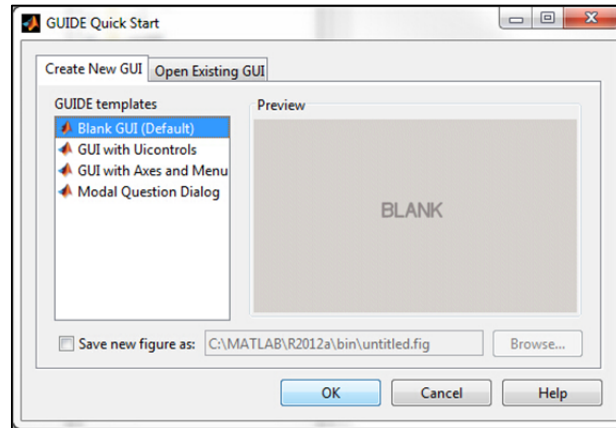 GUIDE Quick Start
Create New GUI
Open Existing GUI
GUIDE templates
Blank GUI (Default)
GUI with Uicontrols
GUI with Axes and Menu
Modal Question Dialog
Preview
BLANK
Save new figure as:
C:\MATLAB\R2012a\bin\untitled.fig
Browse...
OK
Cancel
Help